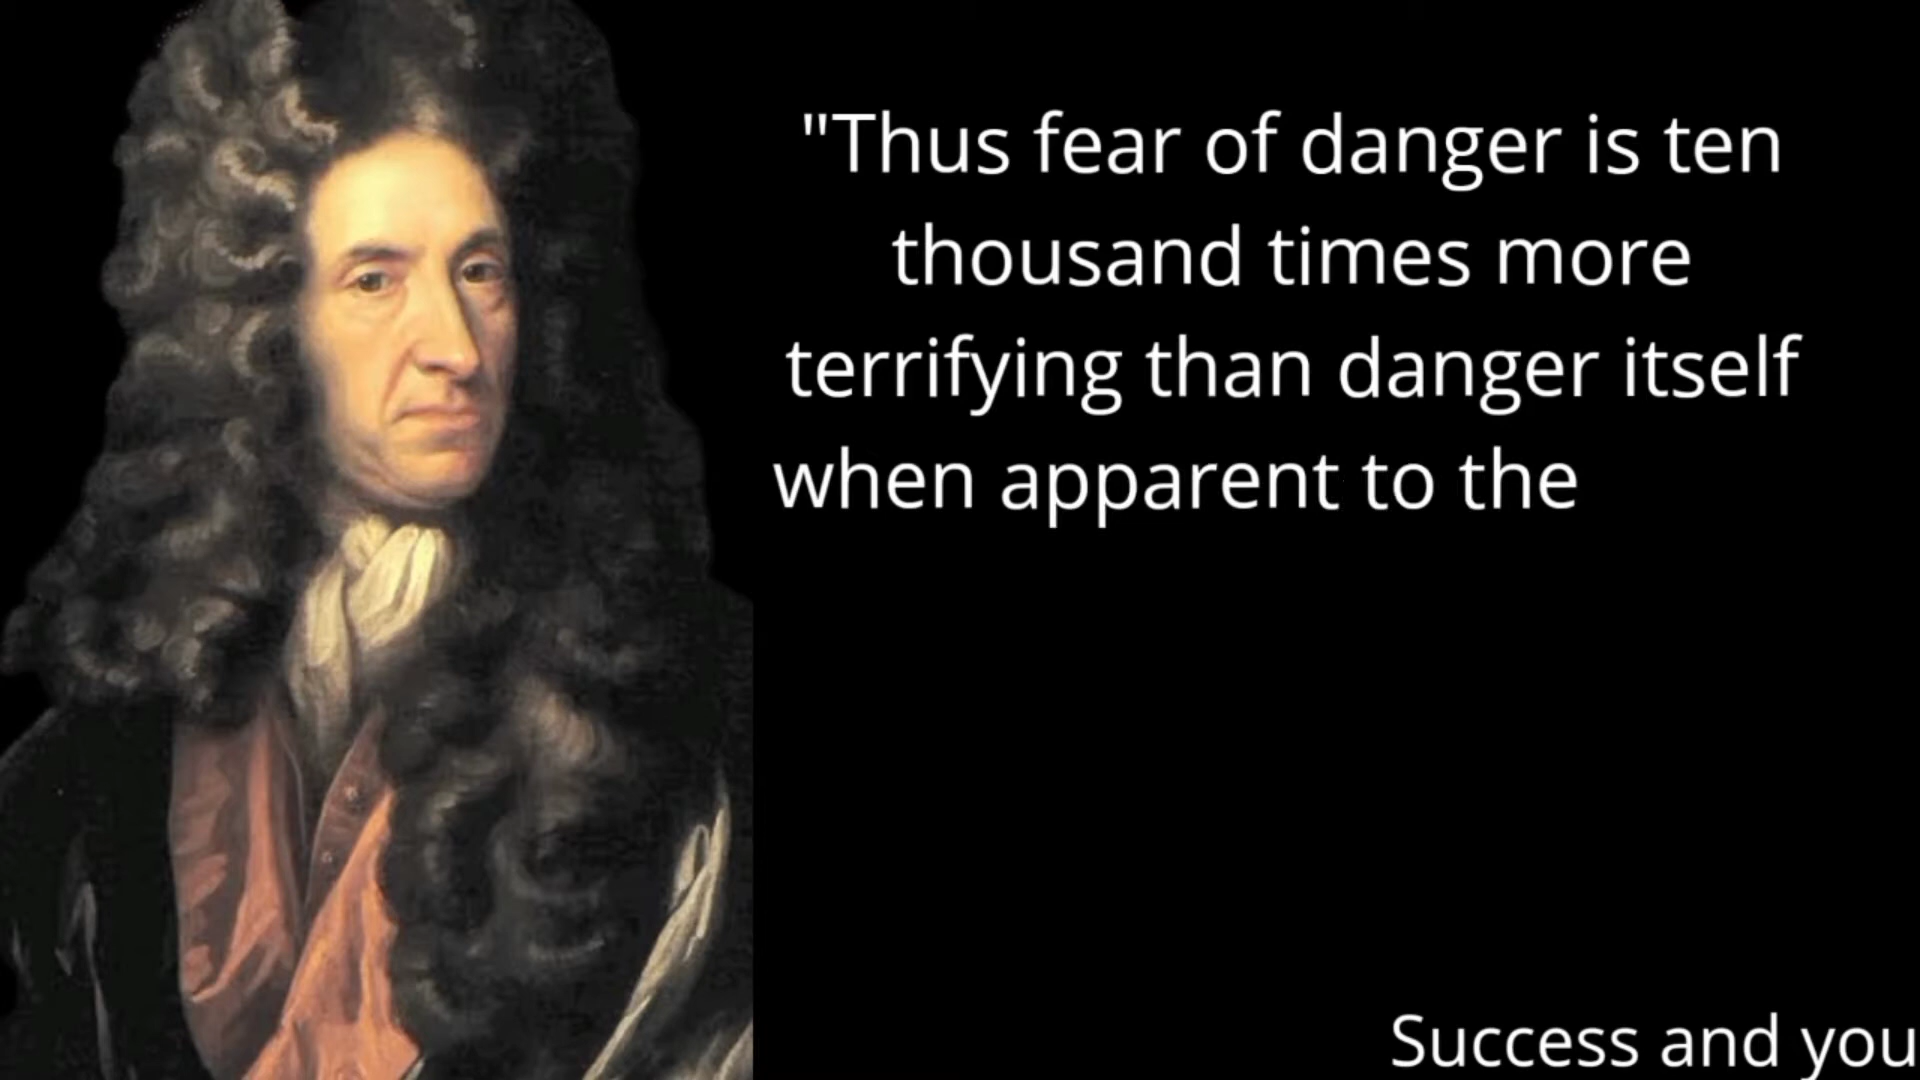 "Thus fear of danger is ten
thousand times more
terrifying than danger itself
when apparent to the
Success and you